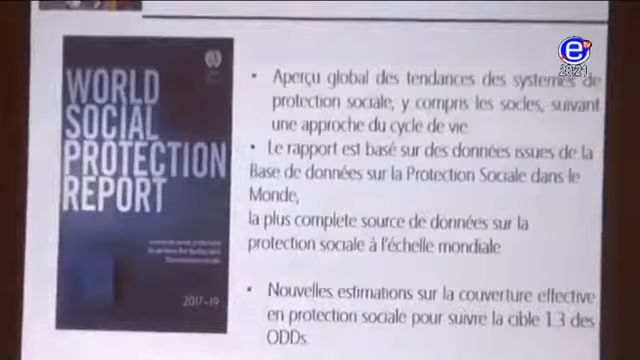 WORLD
SOCIAL
PROTECTION
REPORT
2017-19
• Aperçu global des tendances des systemes de
protection sociale, y compris les socles, suivant
une approche du cycle de vie
• Le rapport est basé sur des données issues de la
Base de données sur la Protection Sociale dans le
Monde,
la plus complete source de données sur la
protection sociale à l'échelle mondiale
• Nouvelles estimations sur la couverture effective
en protection sociale pour suivre la cible 1.3 des
ODDs.
e
20:21